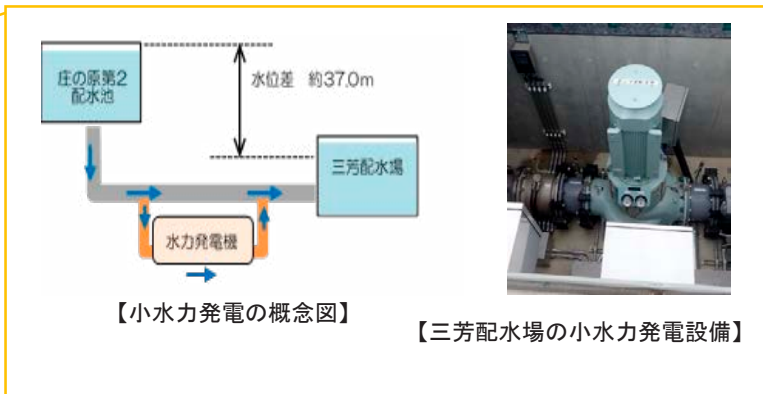 庄の原第2
配水池
水位差 約37.0m
三芳配水場
水力発電機
【小水力発電の概念図】
【三芳配水場の小水力発電設備】